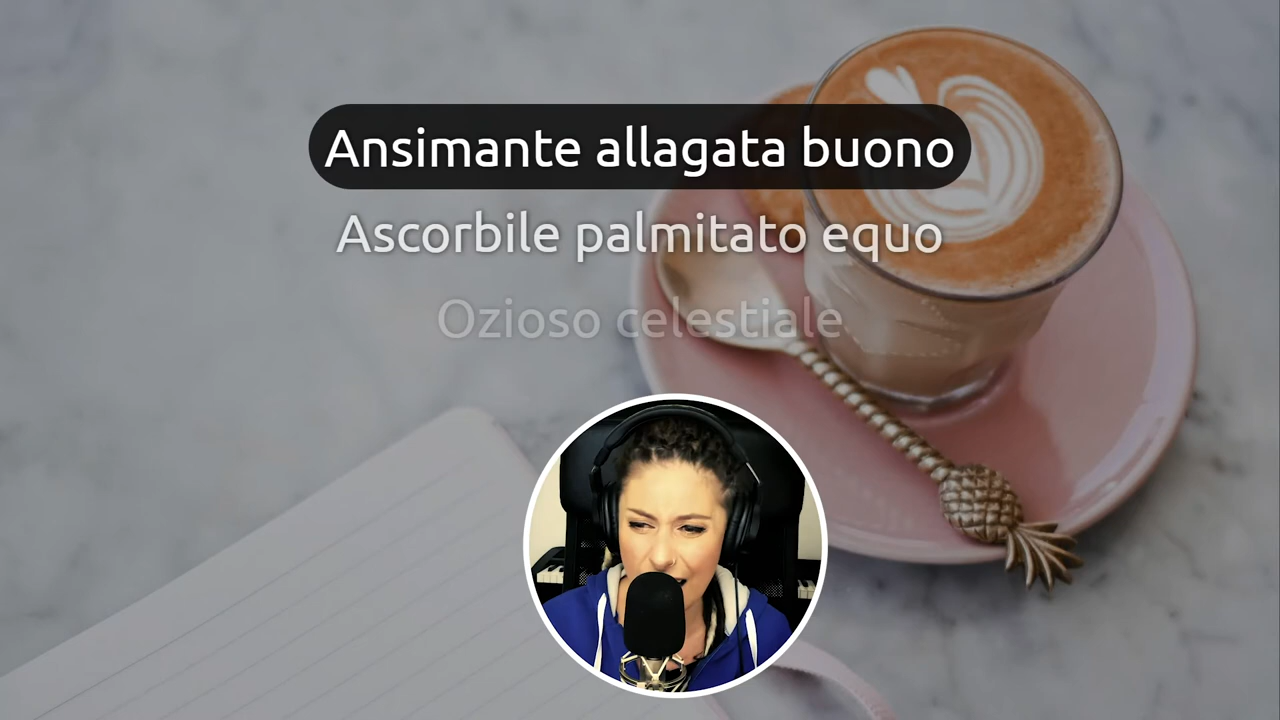 Ansimante allagata buono
Ascorbile palmitato equo
Ozioso celestiale